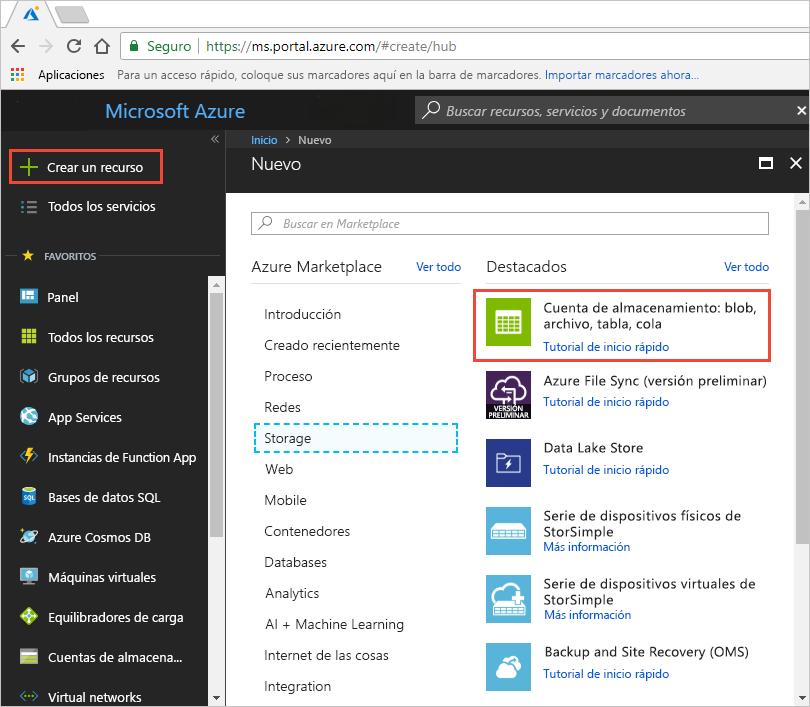 Seguro
https://ms.portal.azure.com/#create/hub
Aplicaciones
Para un acceso rápido, coloque sus marcadores aquí en la barra de marcadores. Importar marcadores ahora...
Microsoft Azure
Buscar recursos, servicios y documentos
Crear un recurso
Todos los servicios
FAVORITOS
Panel
Todos los recursos
Grupos de recursos
App Services
Instancias de Function App
SQL
Bases de datos SQL
Azure Cosmos DB
Máquinas virtuales
Equilibradores de carga
Cuentas de almacena...
Virtual networks
Inicio > Nuevo
Nuevo
Buscar en Marketplace
Azure Marketplace
Ver todo
Introducción
Creado recientemente
Proceso
Redes
Storage
Web
Mobile
Contenedores
Databases
Analytics
AI + Machine Learning
Internet de las cosas
Integration
Destacados
Ver todo
Cuenta de almacenamiento: blob,
archivo, tabla, cola
Tutorial de inicio rápido
VERSIÓN
PRELIMINAR
Azure File Sync (versión preliminar)
Tutorial de inicio rápido
Data Lake Store
Tutorial de inicio rápido
Serie de dispositivos físicos de
StorSimple
Más información
Serie de dispositivos virtuales de
StorSimple
Más información
Backup and Site Recovery (OMS)
Tutorial de inicio rápido